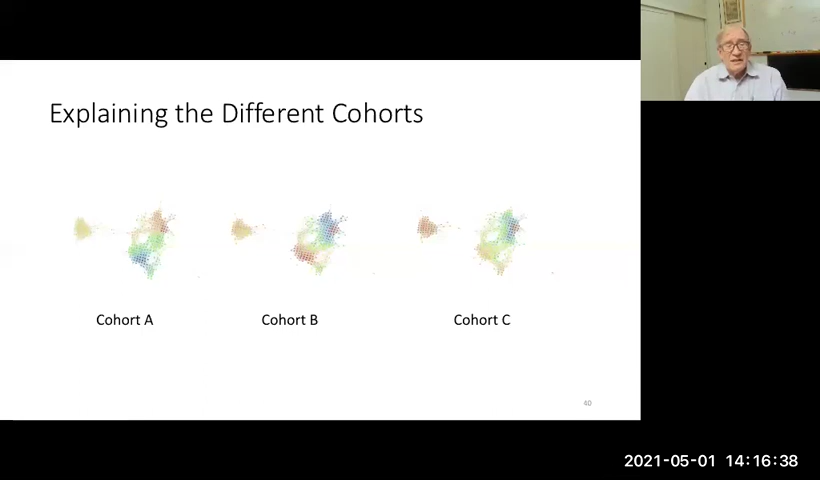 Explaining the Different Cohorts
Cohort A
Cohort B
Cohort C
40
2021-05-01 14:16:38